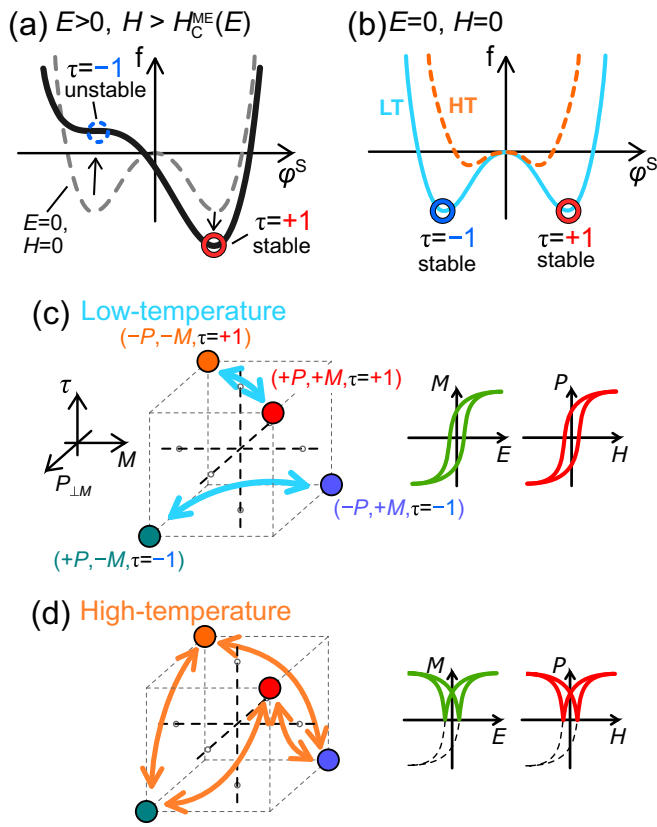 (a) E>0, H > H_C^ME(E)
f
τ=−1
unstable
φ^S
E=0,
H=0
τ=+1
stable
(b) E=0, H=0
f
LT
HT
φ^S
τ=−1
stable
τ=+1
stable
(c) Low-temperature
(−P,−M,τ=+1)
(+P,+M,τ=+1)
τ
M
P_⊥M
(−P,+M,τ=−1)
(+P,−M,τ=−1)
M
E
P
H
(d) High-temperature
M
E
P
H